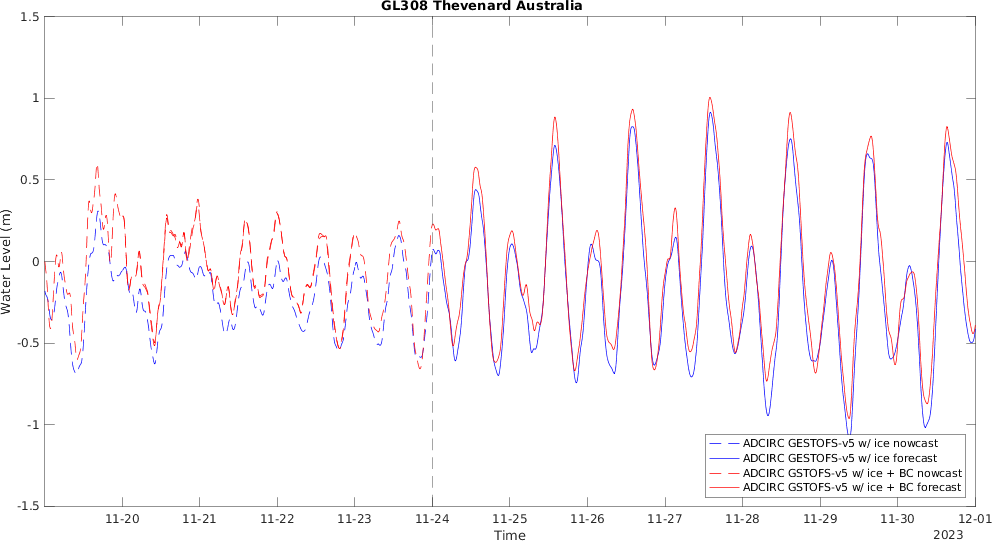 GL308 Thevenard Australia
1.5
1
0.5
0
-0.5
-1
-1.5
Water Level (m)
ADCIRC GESTOFS-v5 w/ ice nowcast
ADCIRC GESTOFS-v5 w/ ice forecast
ADCIRC GSTOFS-v5 w/ ice + BC nowcast
ADCIRC GSTOFS-v5 w/ ice + BC forecast
11-20 11-21 11-22 11-23 11-24 11-25 11-26 11-27 11-28 11-29 11-30 12-01
Time
2023